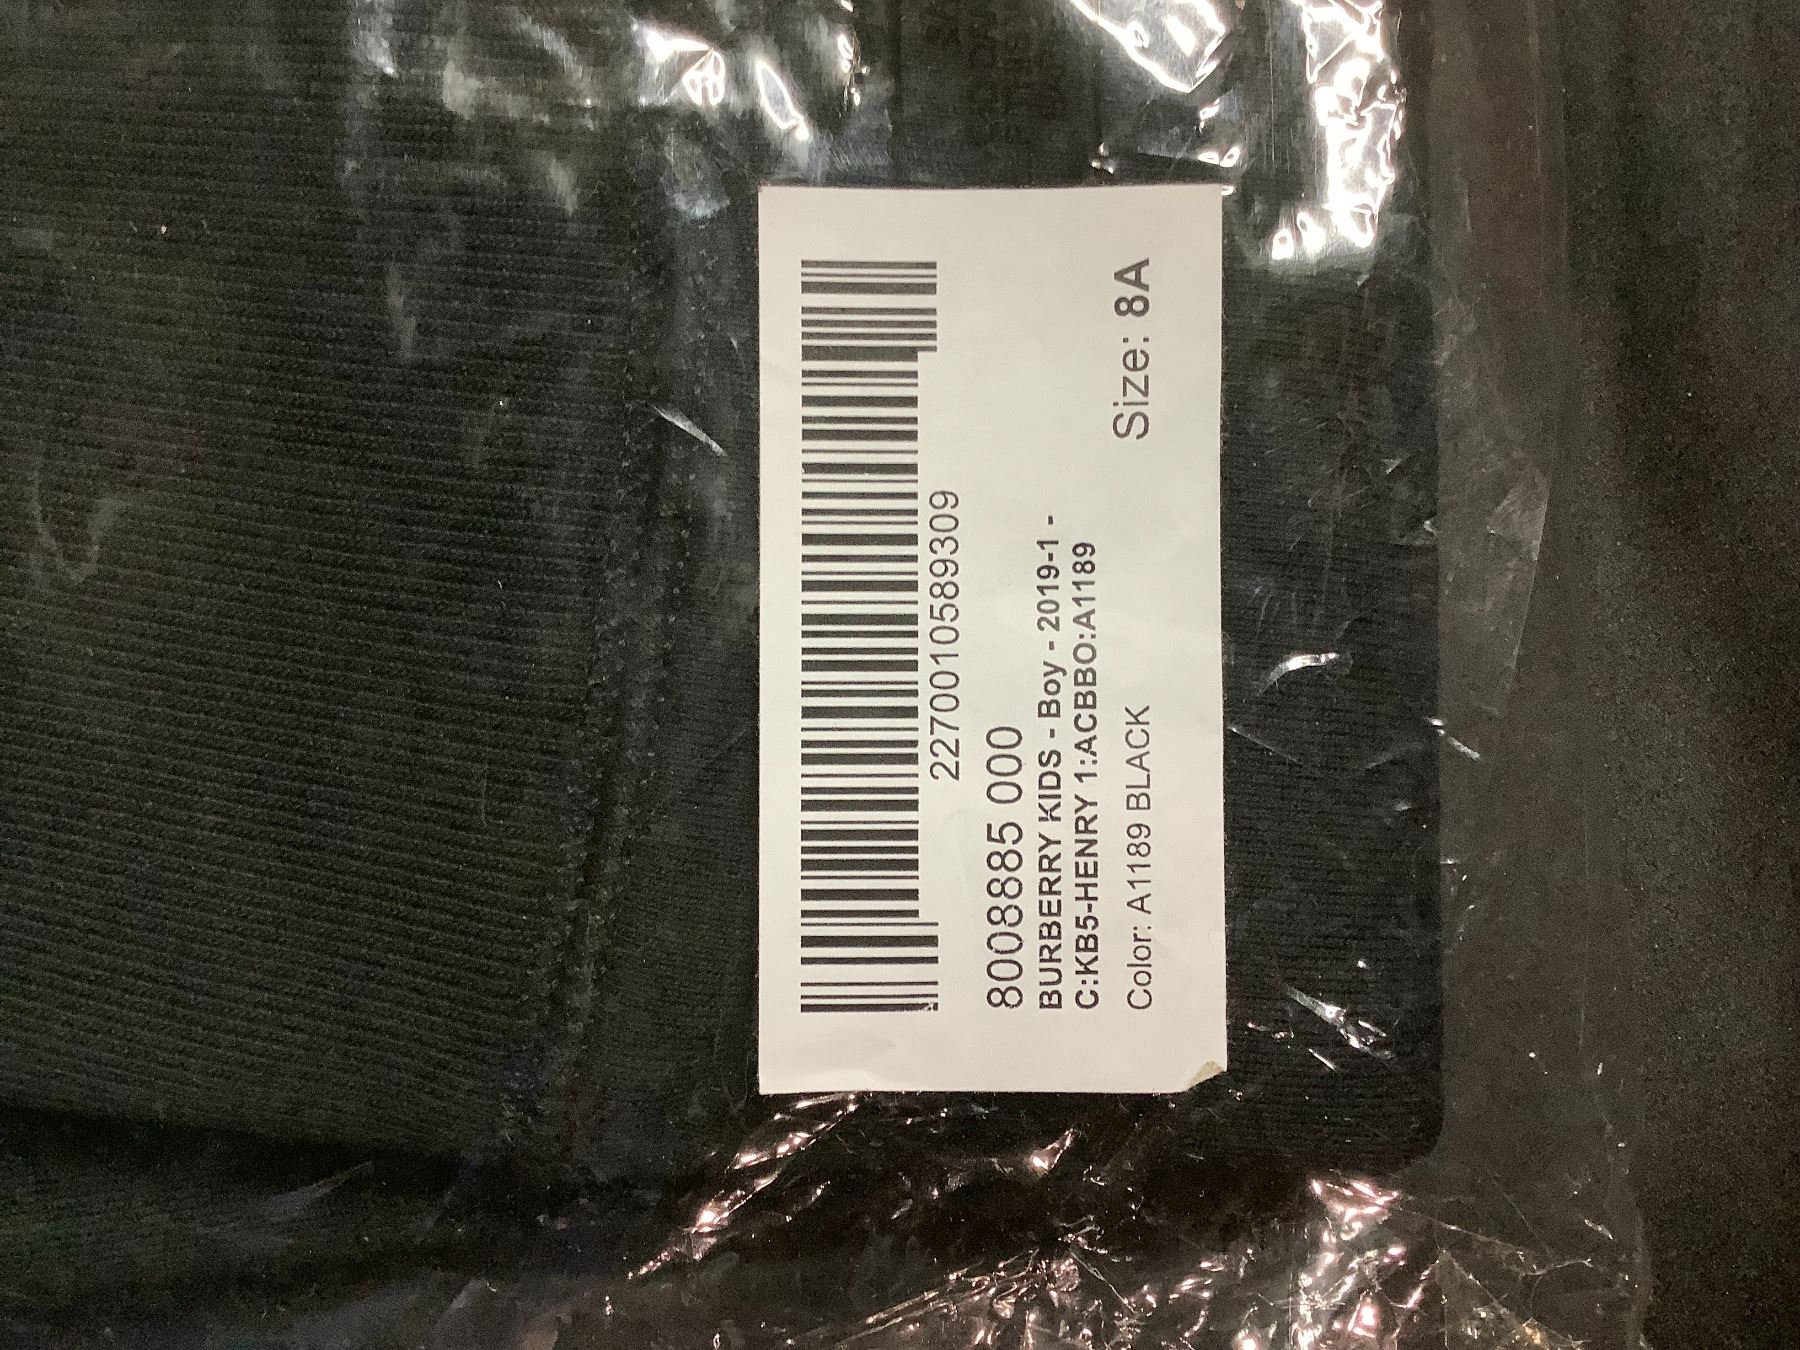 2270010589309
8008885 000
BURBERRY KIDS - Boy - 2019-1 -
C:KB5-HENRY 1:ACBBO:A1189
Color: A1189 BLACK Size: 8A